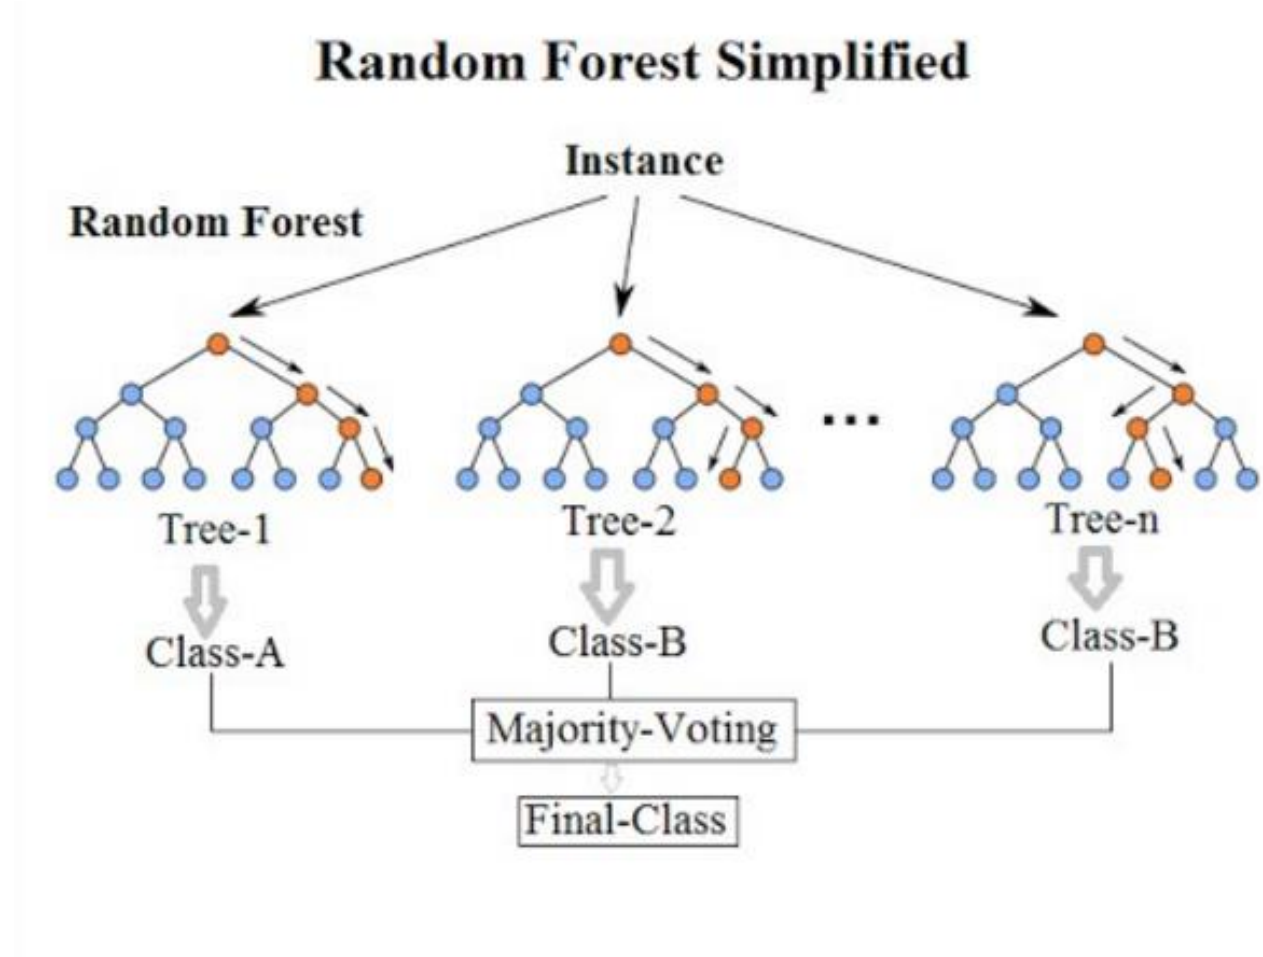 Random Forest Simplified
Instance
Random Forest
...
Tree-1
Tree-2
Tree-n
Class-A
Class-B
Class-B
Majority-Voting
Final-Class